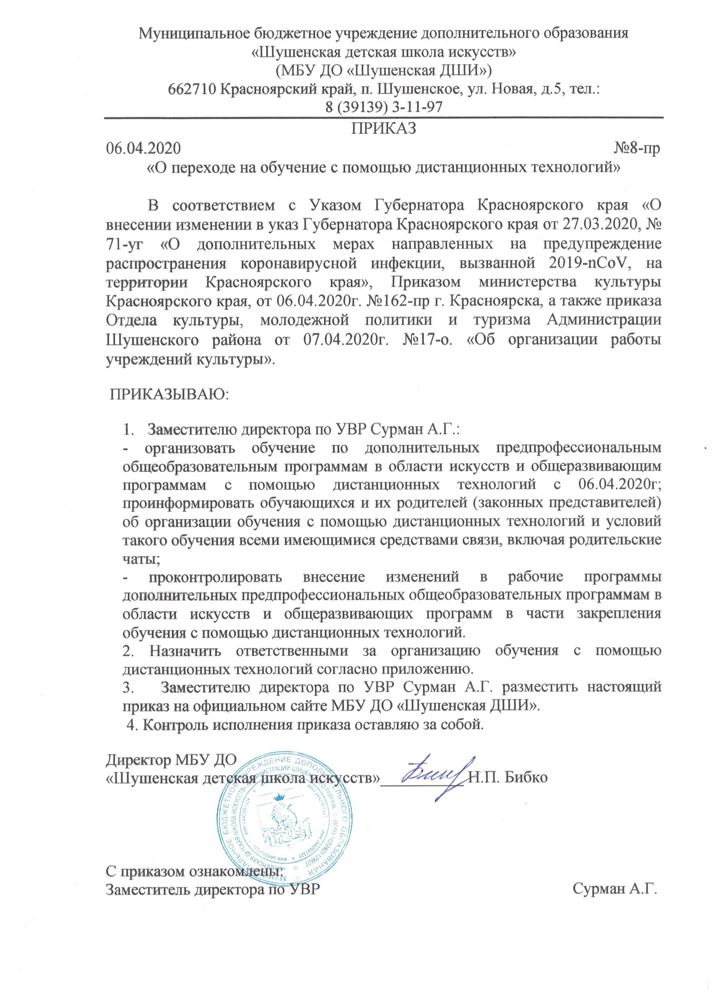 Муниципальное бюджетное учреждение дополнительного образования
«Шушенская детская школа искусств»
(МБУ ДО «Шушенская ДШИ»)
662710 Красноярский край, п. Шушенское, ул. Новая, д.5, тел.:
8 (39139) 3-11-97
ПРИКАЗ
06.04.2020 №8-пр
«О переходе на обучение с помощью дистанционных технологий»
В соответствием с Указом Губернатора Красноярского края «О
внесении изменении в указ Губернатора Красноярского края от 27.03.2020, №
71-уг «О дополнительных мерах направленных на предупреждение
распространения коронавирусной инфекции, вызванной 2019-nCoV, на
территории Красноярского края», Приказом министерства культуры
Красноярского края, от 06.04.2020г. №162-пр г. Красноярска, а также приказа
Отдела культуры, молодежной политики и туризма Администрации
Шушенского района от 07.04.2020г. №17-о. «Об организации работы
учреждений культуры».
ПРИКАЗЫВАЮ:
1. Заместителю директора по УВР Сурман А.Г.:
- организовать обучение по дополнительных предпрофессиональным
общеобразовательным программам в области искусств и общеразвивающим
программам с помощью дистанционных технологий с 06.04.2020г;
проинформировать обучающихся и их родителей (законных представителей)
об организации обучения с помощью дистанционных технологий и условий
такого обучения всеми имеющимися средствами связи, включая родительские
чаты;
- проконтролировать внесение изменений в рабочие программы
дополнительных предпрофессиональных общеобразовательных программам в
области искусств и общеразвивающих программ в части закрепления
обучения с помощью дистанционных технологий.
2. Назначить ответственными за организацию обучения с помощью
дистанционных технологий согласно приложению.
3. Заместителю директора по УВР Сурман А.Г. разместить настоящий
приказ на официальном сайте МБУ ДО «Шушенская ДШИ».
4. Контроль исполнения приказа оставляю за собой.
Директор МБУ ДО
«Шушенская детская школа искусств»__________Н.П. Бибко
МУНИЦИПАЛЬНОЕ БЮДЖЕТНОЕ УЧРЕЖДЕНИЕ ДОПОЛНИТЕЛЬНОГО ОБРАЗОВАНИЯ
«ШУШЕНСКАЯ ДЕТСКАЯ ШКОЛА ИСКУССТВ» АДМИНИСТРАЦИИ ШУШЕНСКОГО РАЙОНА * ОГРН 1022401129827
ИНН 2442007327
С приказом ознакомлены:
Заместитель директора по УВР Сурман А.Г.